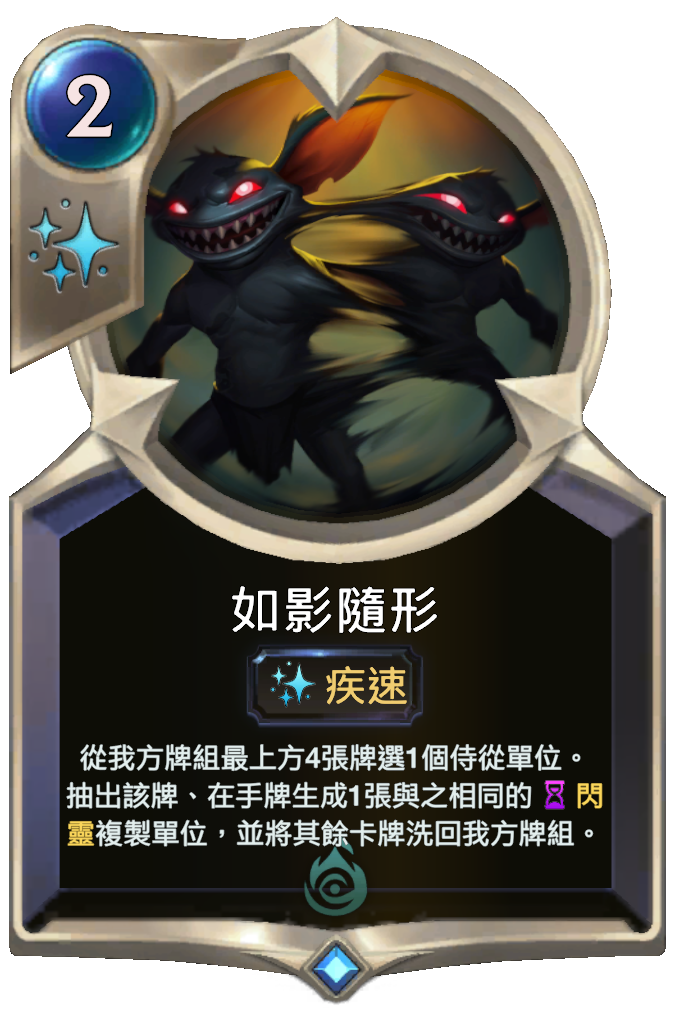 2
如影隨形
疾速
從我方牌組最上方4張牌選1個侍從單位。
抽出該牌、在手牌生成1張與之相同的 閃
靈複製單位，並將其餘卡牌洗回我方牌組。